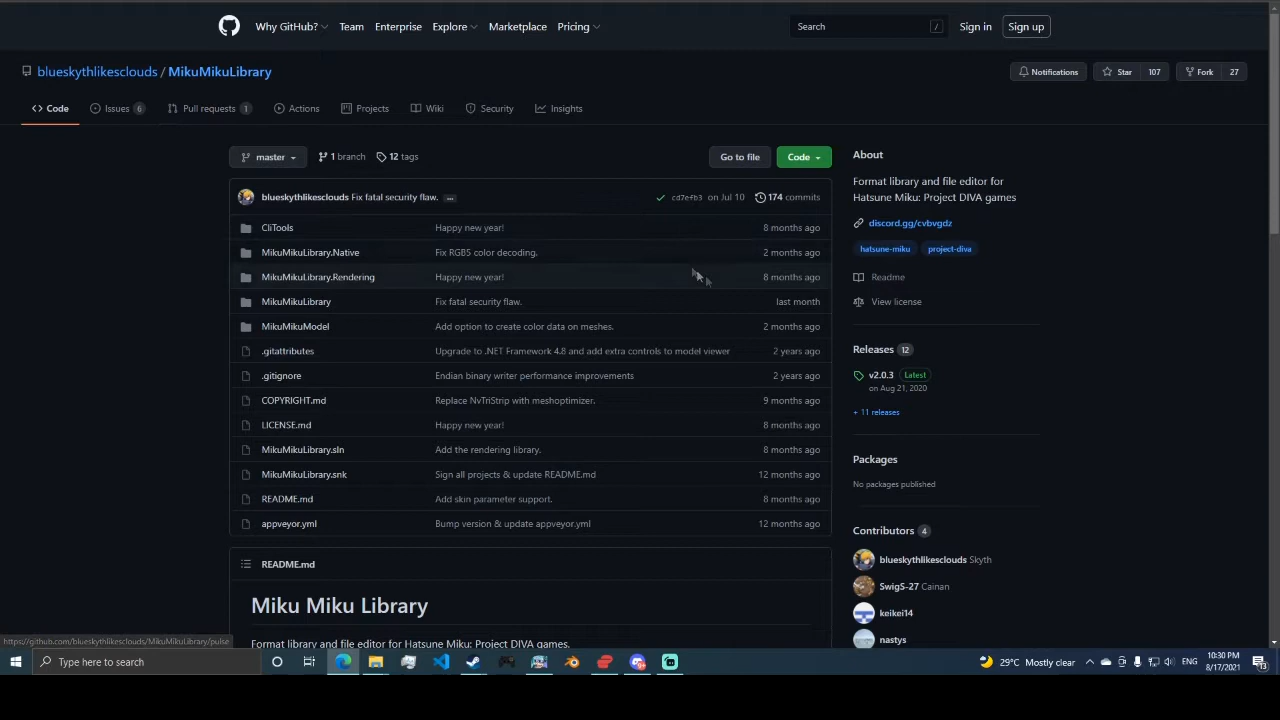 Why GitHub? Team Enterprise Explore Marketplace Pricing Search / Sign in Sign up
blueskythlikesclouds / MikuMikuLibrary Notifications Star 107 Fork 27
Code Issues 6 Pull requests 1 Actions Projects Wiki Security Insights
master 1 branch 12 tags Go to file Code
blueskythlikesclouds Fix fatal security flaw. ... cd7efb3 on Jul 10 174 commits
CliTools Happy new year! 8 months ago
MikuMikuLibrary.Native Fix RGB5 color decoding. 2 months ago
MikuMikuLibrary.Rendering Happy new year! 8 months ago
MikuMikuLibrary Fix fatal security flaw. last month
MikuMikuModel Add option to create color data on meshes. 2 months ago
.gitattributes Upgrade to .NET Framework 4.8 and add extra controls to model viewer 2 years ago
.gitignore Endian binary writer performance improvements 2 years ago
COPYRIGHT.md Replace NvTriStrip with meshoptimizer. 9 months ago
LICENSE.md Happy new year! 8 months ago
MikuMikuLibrary.sln Add the rendering library. 8 months ago
MikuMikuLibrary.snk Sign all projects & update README.md 12 months ago
README.md Add skin parameter support. 8 months ago
appveyor.yml Bump version & update appveyor.yml 12 months ago
README.md
Miku Miku Library
Format library and file editor for Hatsune Miku: Project DIVA games.
About
Format library and file editor for
Hatsune Miku: Project DIVA games
discord.gg/cvbvgdz
hatsune-miku project-diva
Readme
View license
Releases 12
v2.0.3 Latest
on Aug 21, 2020
+ 11 releases
Packages
No packages published
Contributors 4
blueskythlikesclouds Skyth
SwigS-27 Cainan
keikei14
nastys
https://github.com/blueskythlikesclouds/MikuMikuLibrary/pulse
Type here to search 29°C Mostly clear ENG 10:30 PM
8/17/2021 13